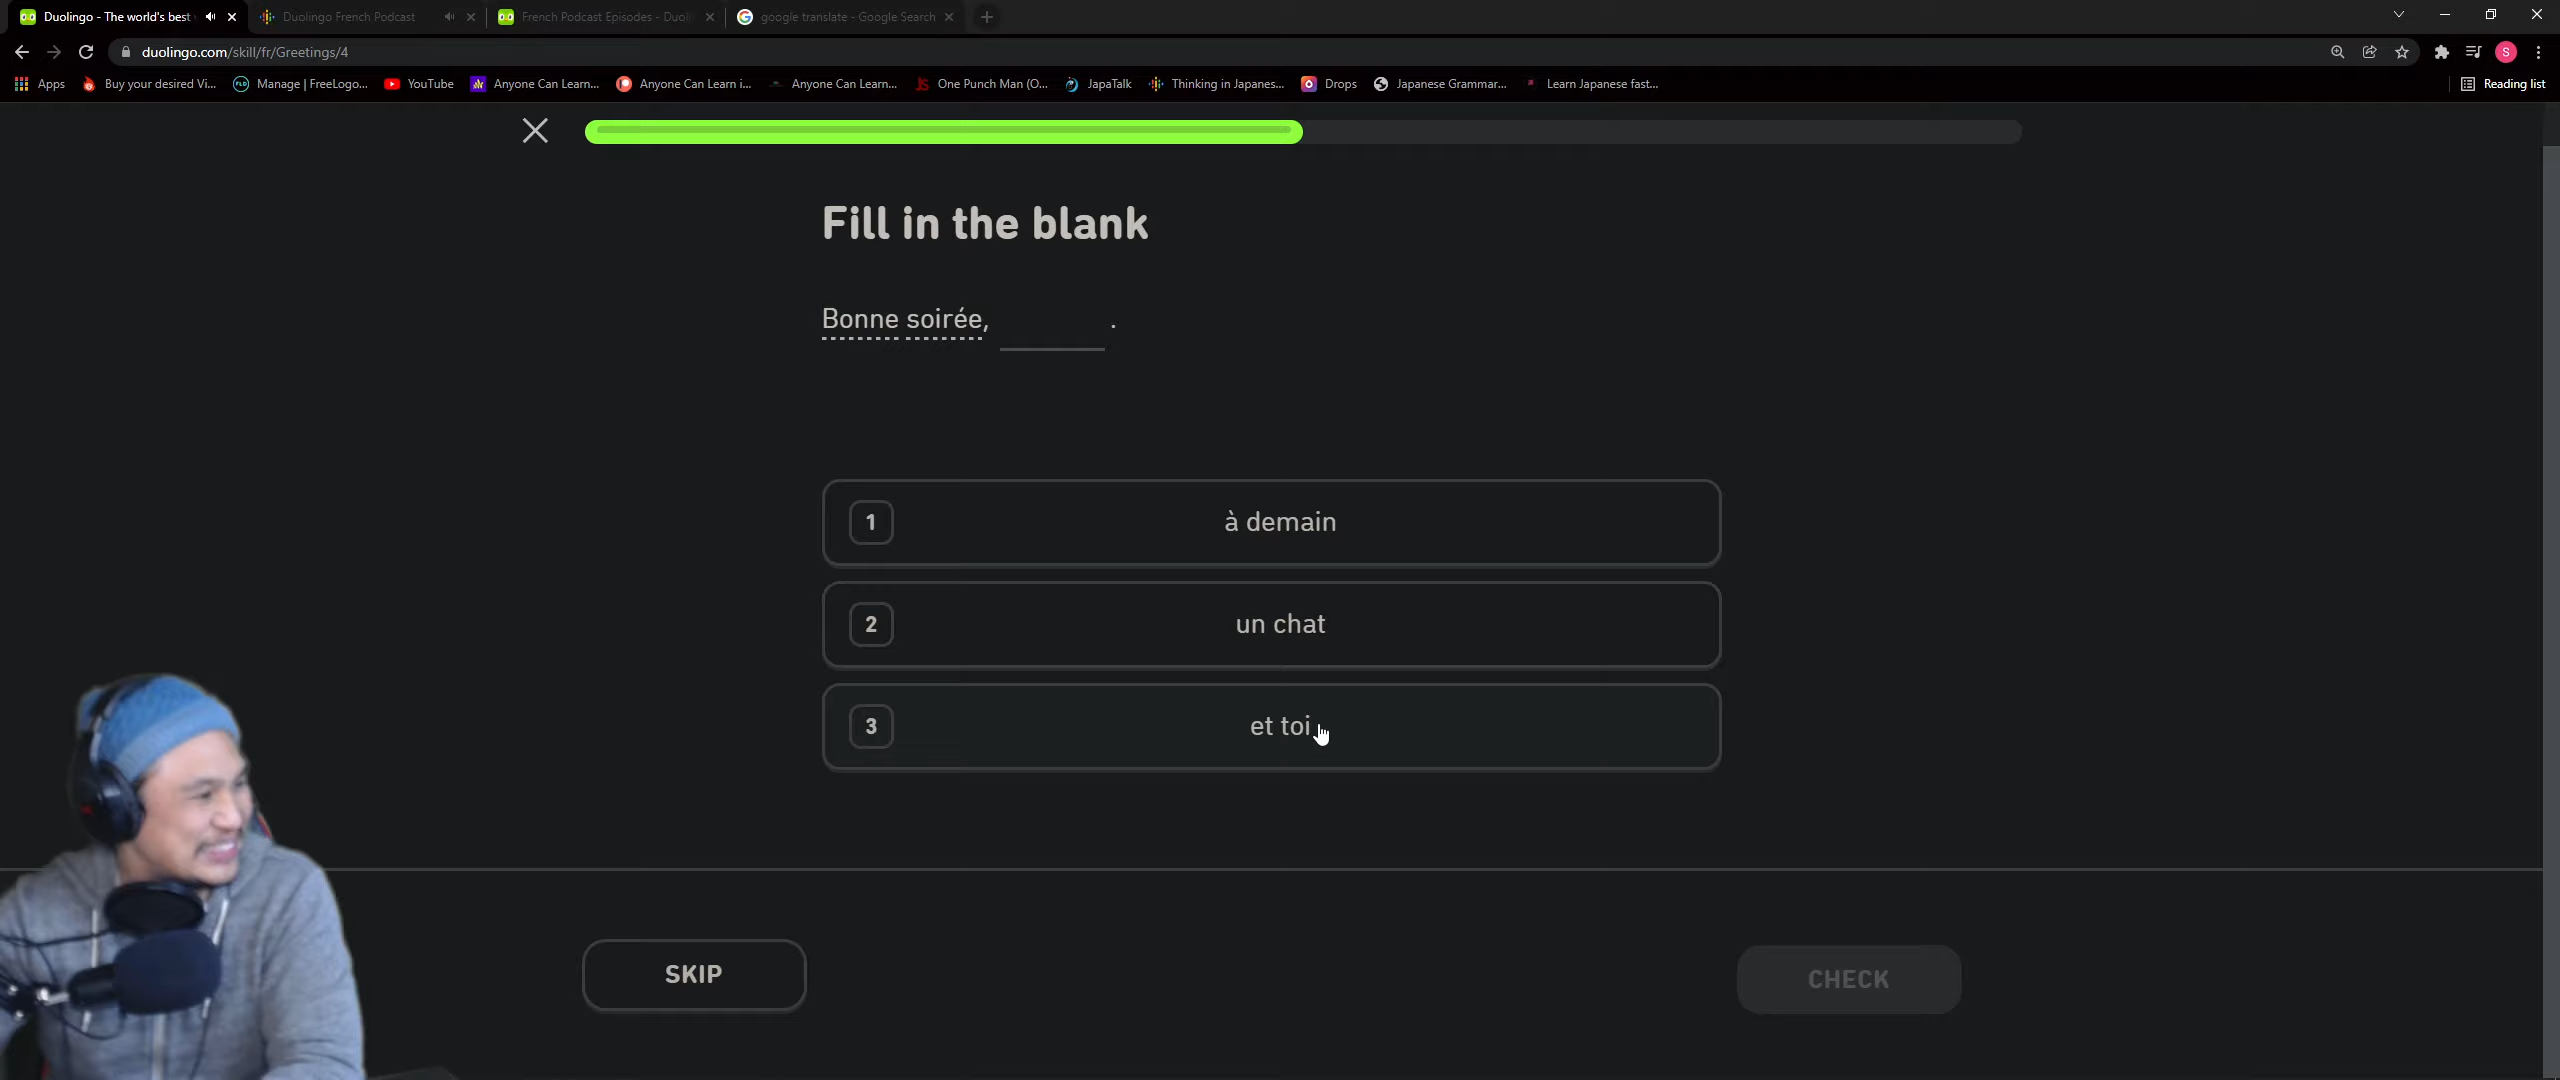 Duolingo - The world's best
Duolingo French Podcast
French Podcast Episodes - Duol
google translate - Google Search
duolingo.com/skill/fr/Greetings/4
S
Apps
Buy your desired Vi...
Manage | FreeLogo...
YouTube
Anyone Can Learn...
Anyone Can Learn i...
Anyone Can Learn...
One Punch Man (O...
JapaTalk
Thinking in Japanes...
Drops
Japanese Grammar...
Learn Japanese fast...
Reading list
Fill in the blank
Bonne soirée, .
1 à demain
2 un chat
3 et toi
SKIP
CHECK